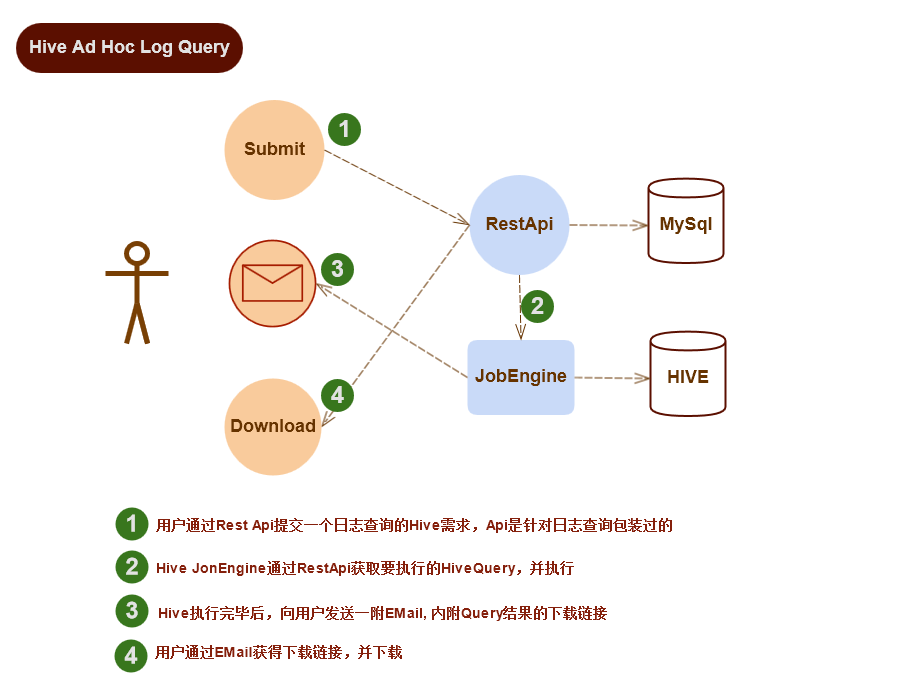 Hive Ad Hoc Log Query
Submit
1
RestApi
MySql
3
2
JobEngine
HIVE
4
Download
1 用户通过Rest Api提交一个日志查询的Hive需求，Api是针对日志查询包装过的
2 Hive JonEngine通过RestApi获取要执行的HiveQuery，并执行
3 Hive执行完毕后，向用户发送一附EMail, 内附Query结果的下载链接
4 用户通过EMail获得下载链接，并下载